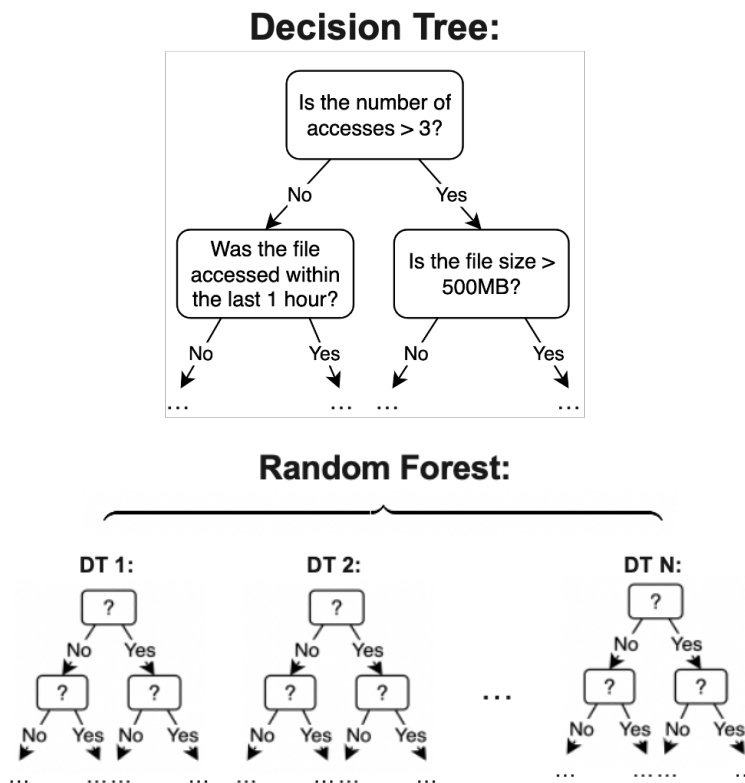 Decision Tree:
Is the number of
accesses > 3?
No
Yes
Was the file
accessed within
the last 1 hour?
Is the file size >
500MB?
No
Yes
No
Yes
...
...
...
...
Random Forest:
DT 1:
DT 2:
DT N:
?
?
?
No
Yes
No
Yes
No
Yes
?
?
?
?
...
?
?
No
Yes
No
Yes
No
Yes
No
Yes
No
Yes
No
Yes
...
......
...
...
......
...
...
......